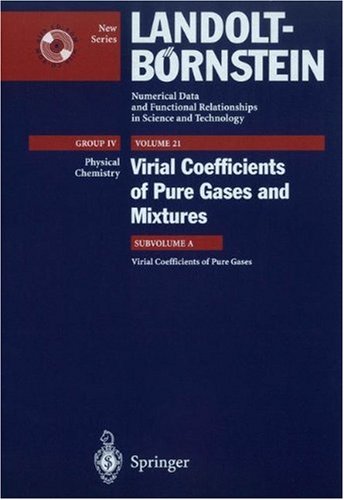 New
Series
LANDOLT-
BÖRNSTEIN
Numerical Data
and Functional Relationships
in Science and Technology
GROUP IV
VOLUME 21
Physical
Chemistry
Virial Coefficients
of Pure Gases and
Mixtures
SUBVOLUME A
Virial Coefficients of Pure Gases
Springer